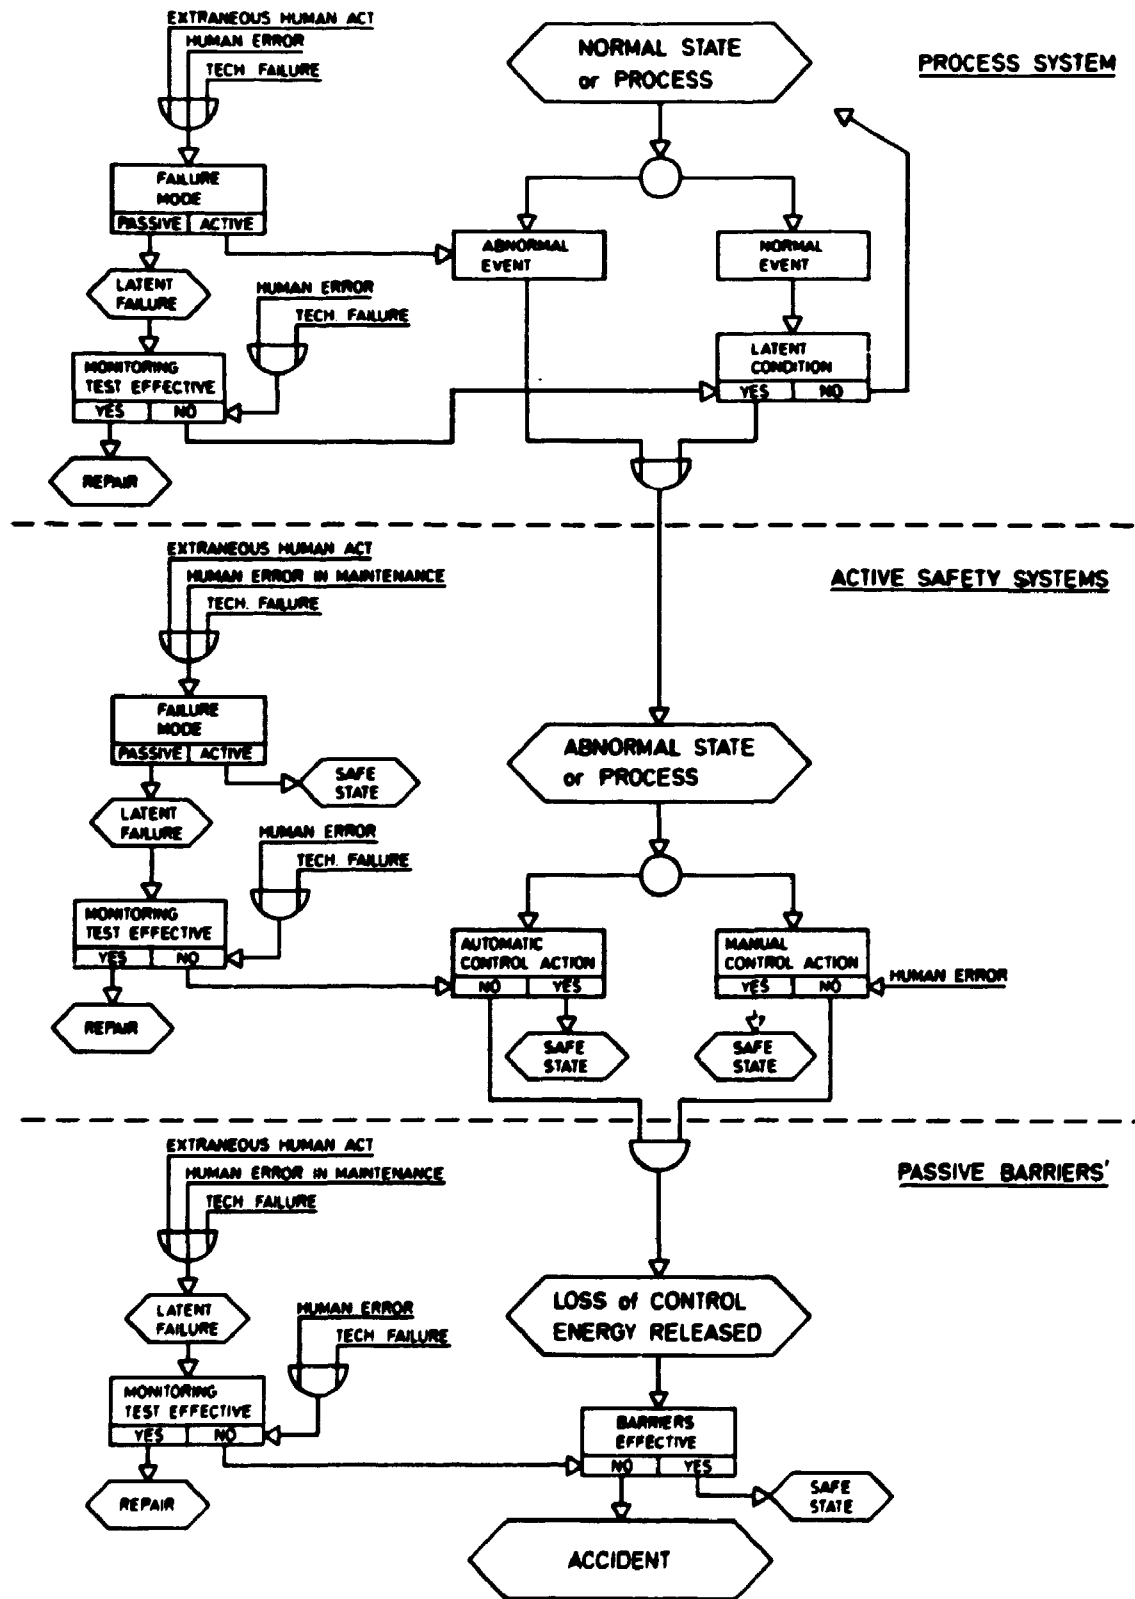 EXTRANEOUS HUMAN ACT
HUMAN ERROR
TECH. FAILURE
NORMAL STATE
or PROCESS
PROCESS SYSTEM
FAILURE
MODE
PASSIVE
ACTIVE
ABNORMAL
EVENT
NORMAL
EVENT
LATENT
FAILURE
HUMAN ERROR
TECH. FAILURE
MONITORING
TEST EFFECTIVE
YES
NO
LATENT
CONDITION
YES
NO
REPAIR
EXTRANEOUS HUMAN ACT
HUMAN ERROR IN MAINTENANCE
TECH. FAILURE
ACTIVE SAFETY SYSTEMS
FAILURE
MODE
PASSIVE
ACTIVE
SAFE
STATE
ABNORMAL STATE
or PROCESS
LATENT
FAILURE
HUMAN ERROR
TECH. FAILURE
MONITORING
TEST EFFECTIVE
YES
NO
AUTOMATIC
CONTROL ACTION
NO
YES
MANUAL
CONTROL ACTION
YES
NO
HUMAN ERROR
REPAIR
SAFE
STATE
SAFE
STATE
EXTRANEOUS HUMAN ACT
HUMAN ERROR IN MAINTENANCE
TECH. FAILURE
PASSIVE BARRIERS'
LATENT
FAILURE
HUMAN ERROR
TECH. FAILURE
LOSS of CONTROL
ENERGY RELEASED
MONITORING
TEST EFFECTIVE
YES
NO
BARRIERS
EFFECTIVE
NO
YES
REPAIR
SAFE
STATE
ACCIDENT